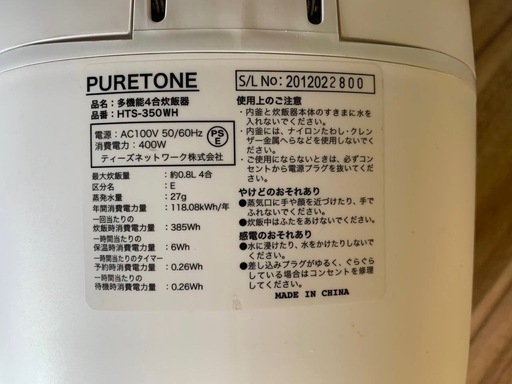 PURETONE
品名：多機能4合炊飯器
品番：HTS-350WH
電源：AC100V 50/60Hz
消費電力：400W
PS
E
ティーズネットワーク株式会社
最大炊飯量：約0.8L 4合
区分名：E
蒸発水量：27g
年間消費電力量：118.08kWh/年
一回当たりの
炊飯時消費電力量：385Wh
一時間当たりの
保温時消費電力量：6Wh
一時間当たりのタイマー
予約時消費電力量：0.26Wh
一時間当たりの
待機時消費電力量：0.26Wh
S/L No: 2012022800
使用上のご注意
・内釜と炊飯器本体のすきまに水を
入れないでください。
・内釜には、ナイロンたわし・クレン
ザー金属へらなどを使用しないでく
ださい。
・ご使用にならないときは、必ずコン
セントから電源プラグを抜いてくだ
さい。
やけどのおそれあり
●蒸気口に手や顔を近づけたり、手で
ふれないでください。
●炊飯中はふたをあけないでください。
感電のおそれあり
●水に浸けたり、水をかけたりしないで
ください。
●差し込みプラグがゆるく、ぐらぐら
している場合はコンセントを修理
してください。
MADE IN CHINA